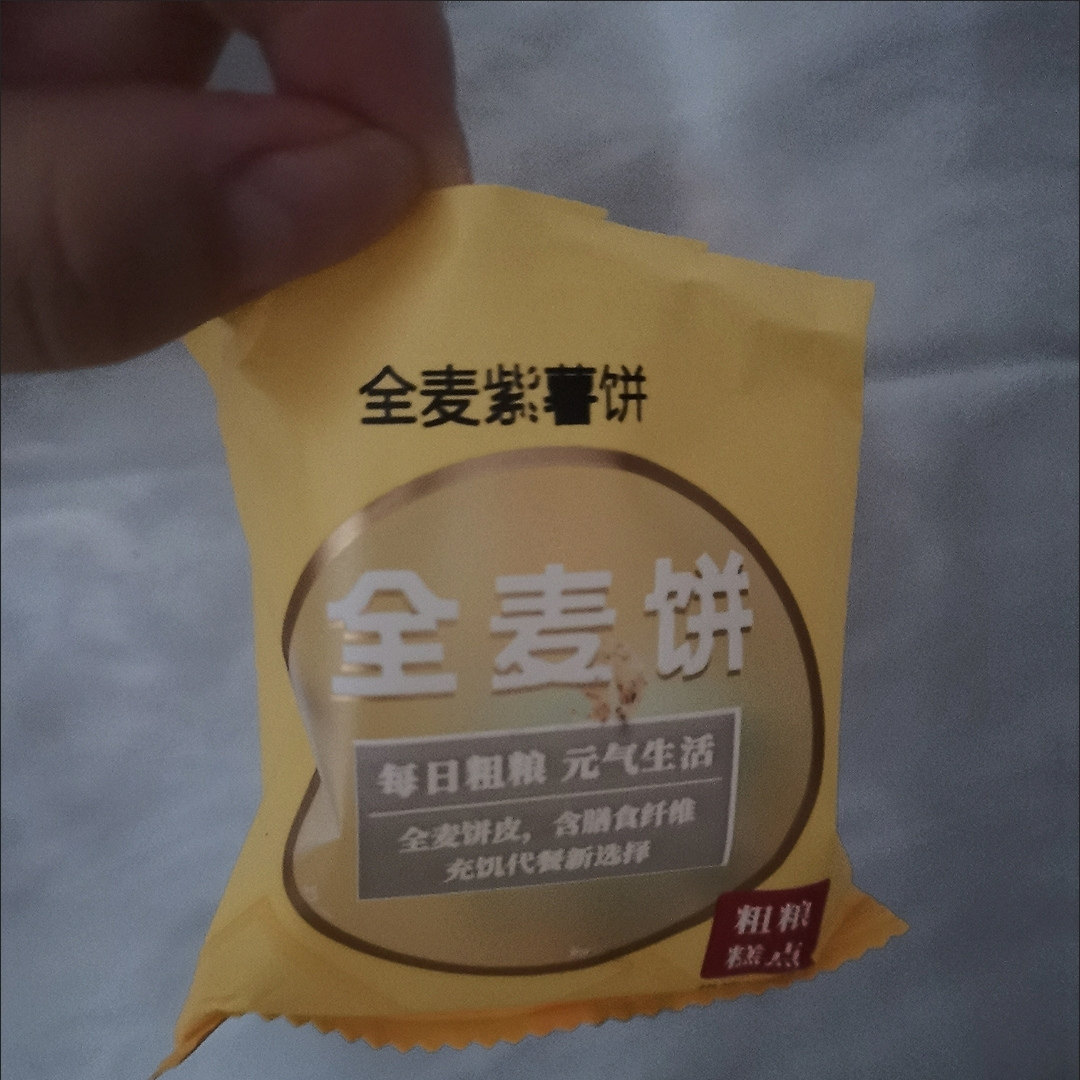 全麦紫薯饼
全麦饼
每日粗粮 元气生活
全麦饼皮，含膳食纤维
充饥代餐新选择
粗粮
糕点